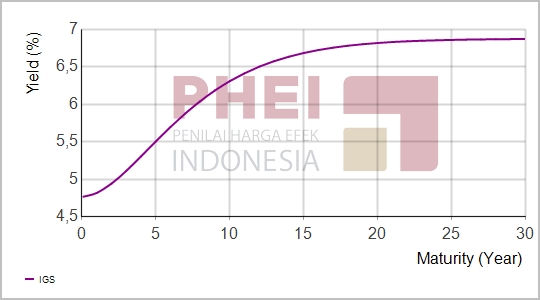 Yield (%)
7
6,5
6
5,5
5
4,5
0 5 10 15 20 25 30
Maturity (Year)
PHEI
PENILAI HARGA EFEK
INDONESIA
IGS